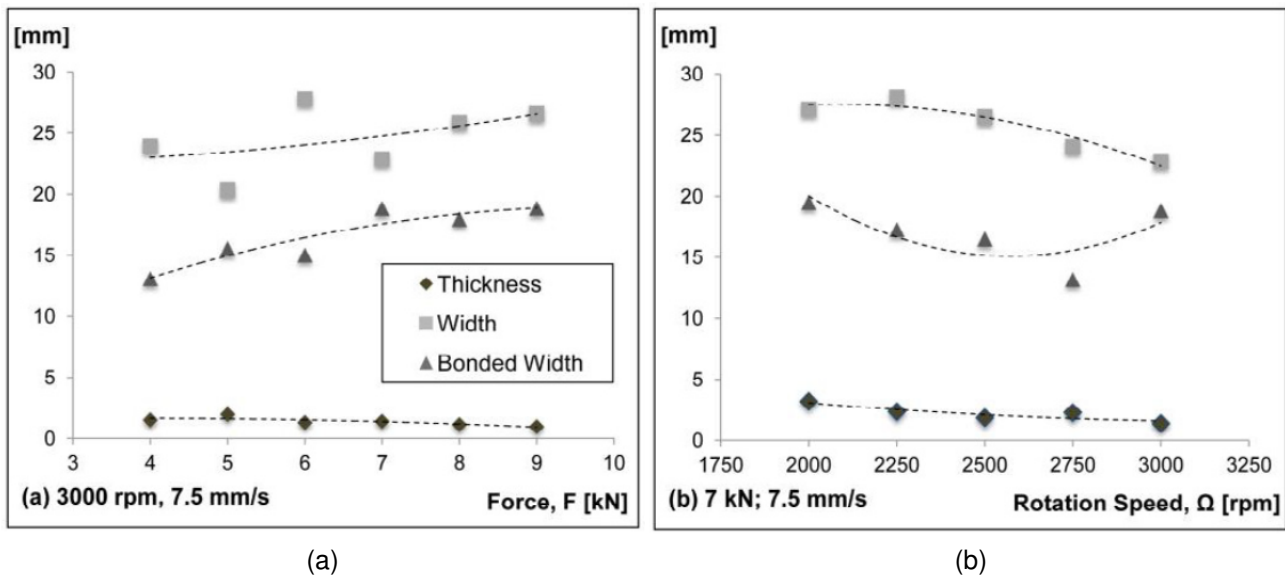 [mm]
30
25
20
15
10
5
0
3 4 5 6 7 8 9 10
Thickness
Width
Bonded Width
(a) 3000 rpm, 7.5 mm/s Force, F [kN]
[mm]
30
25
20
15
10
5
0
1750 2000 2250 2500 2750 3000 3250
(b) 7 kN; 7.5 mm/s Rotation Speed, Ω [rpm]
(a) (b)